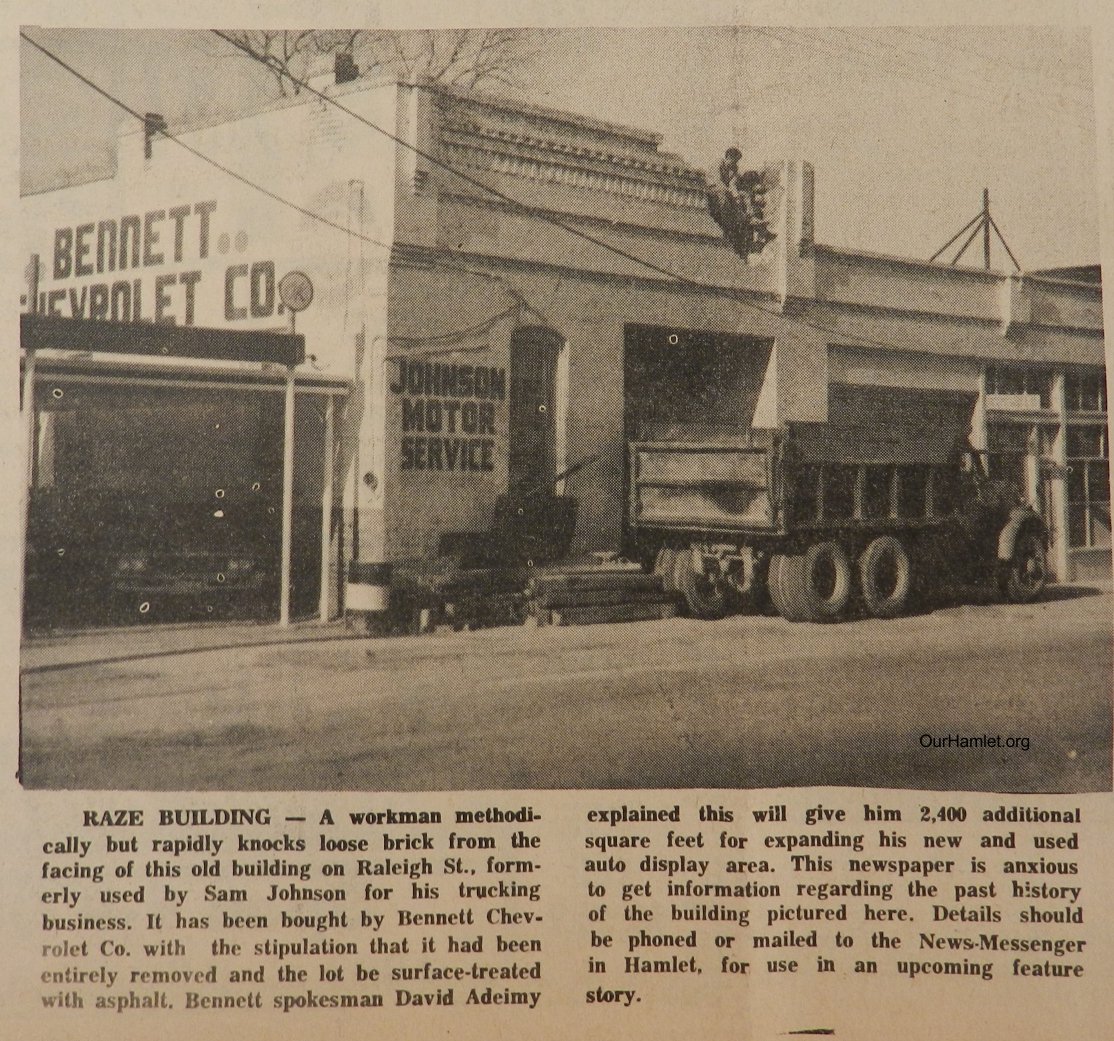 BENNETT
CHEVROLET CO.
JOHNSON
MOTOR
SERVICE
OurHamlet.org
RAZE BUILDING — A workman methodi-
cally but rapidly knocks loose brick from the
facing of this old building on Raleigh St., form-
erly used by Sam Johnson for his trucking
business. It has been bought by Bennett Chev-
rolet Co. with the stipulation that it had been
entirely removed and the lot be surface-treated
with asphalt. Bennett spokesman David Adeimy
explained this will give him 2,400 additional
square feet for expanding his new and used
auto display area. This newspaper is anxious
to get information regarding the past history
of the building pictured here. Details should
be phoned or mailed to the News-Messenger
in Hamlet, for use in an upcoming feature
story.